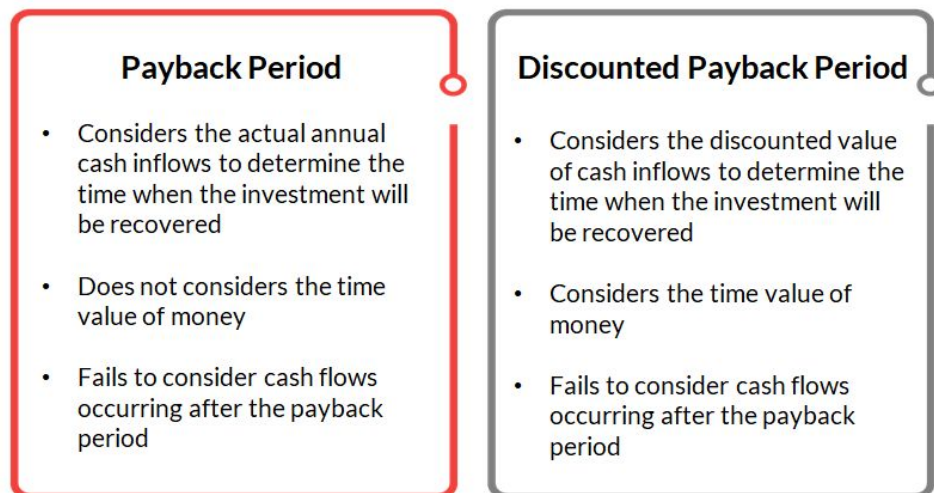 Payback Period
• Considers the actual annual
cash inflows to determine the
time when the investment will
be recovered
• Does not considers the time
value of money
• Fails to consider cash flows
occurring after the payback
period
Discounted Payback Period
• Considers the discounted value
of cash inflows to determine the
time when the investment will
be recovered
• Considers the time value of
money
• Fails to consider cash flows
occurring after the payback
period